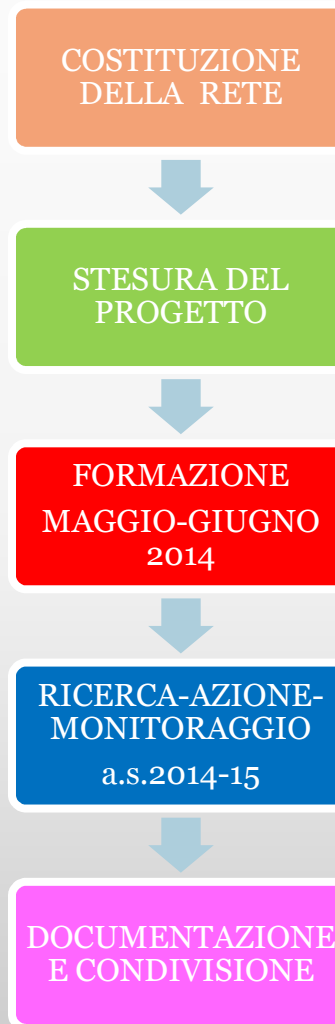 COSTITUZIONE
DELLA RETE
STESURA DEL
PROGETTO
FORMAZIONE
MAGGIO-GIUGNO
2014
RICERCA-AZIONE-
MONITORAGGIO
a.s.2014-15
DOCUMENTAZIONE
E CONDIVISIONE